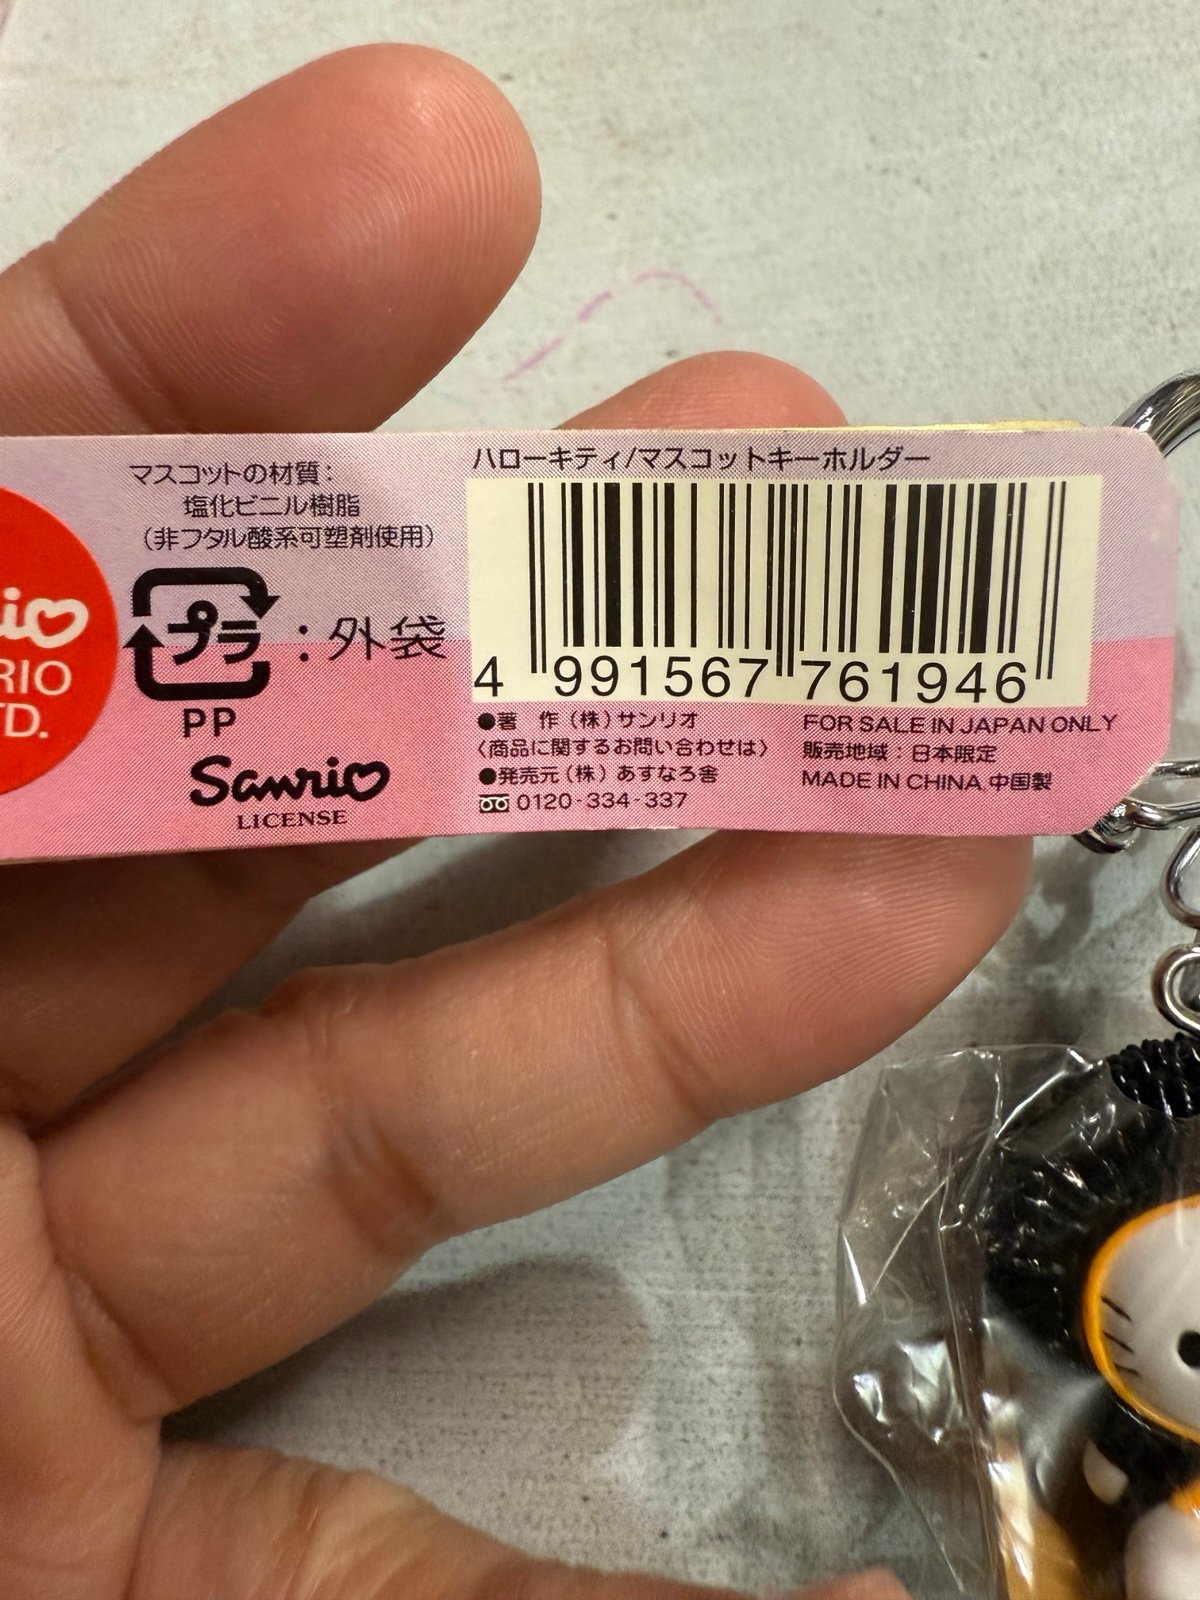 マスコットの材質:
塩化ビニル樹脂
(非フタル酸系可塑剤使用)
プラ
:外袋
PP
Sanrio
LICENSE
ハローキティ/マスコットキーホルダー
4 991567 761946
●著 作(株)サンリオ
〈商品に関するお問い合わせは〉
●発売元(株)あすなろ舎
0120-334-337
FOR SALE IN JAPAN ONLY
販売地域:日本限定
MADE IN CHINA,中国製